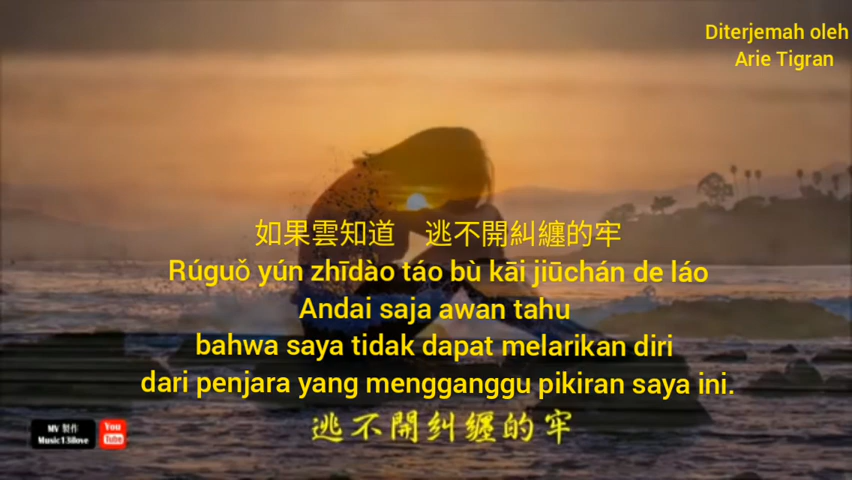 Diterjemah oleh
Arie Tigran
如果雲知道 逃不開糾纏的牢
Rúguǒ yún zhīdào táo bù kāi jiūchán de láo
Andai saja awan tahu
bahwa saya tidak dapat melarikan diri
dari penjara yang mengganggu pikiran saya ini.
逃不開糾纏的牢
MV 製作
Music138love
You
Tube